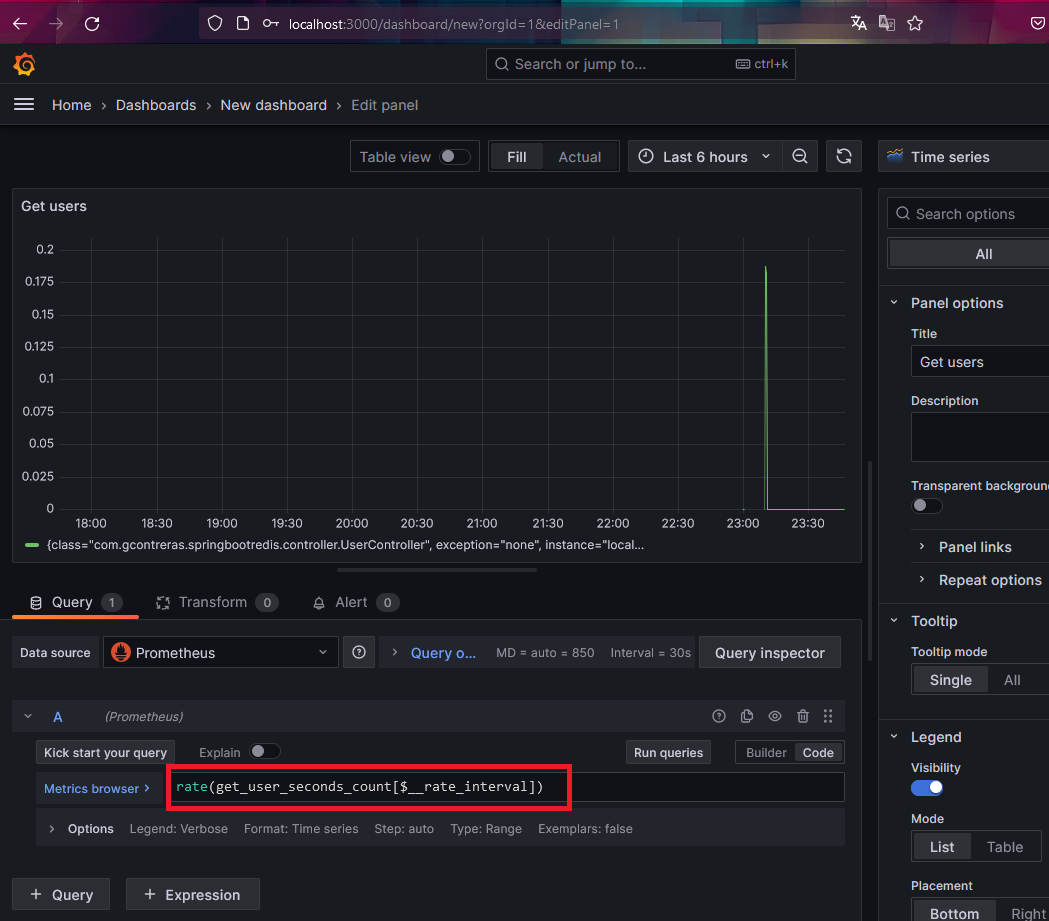 localhost:3000/dashboard/new?orgId=1&editPanel=1
Search or jump to... ctrl+k
Home › Dashboards › New dashboard › Edit panel
Table view Fill Actual Last 6 hours Time series
Get users
0.2
0.175
0.15
0.125
0.1
0.075
0.05
0.025
0
18:00 18:30 19:00 19:30 20:00 20:30 21:00 21:30 22:00 22:30 23:00 23:30
{class="com.gcontreras.springbootredis.controller.UserController", exception="none", instance="local...
Search options
All
Panel options
Title
Get users
Description
Transparent background
Panel links
Repeat options
Tooltip
Tooltip mode
Single All
Legend
Visibility
Mode
List Table
Placement
Bottom Right
Query 1 Transform 0 Alert 0
Data source Prometheus Query o... MD = auto = 850 Interval = 30s Query inspector
A (Prometheus)
Kick start your query Explain Run queries Builder Code
Metrics browser › rate(get_user_seconds_count[$__rate_interval])
Options Legend: Verbose Format: Time series Step: auto Type: Range Exemplars: false
+ Query + Expression